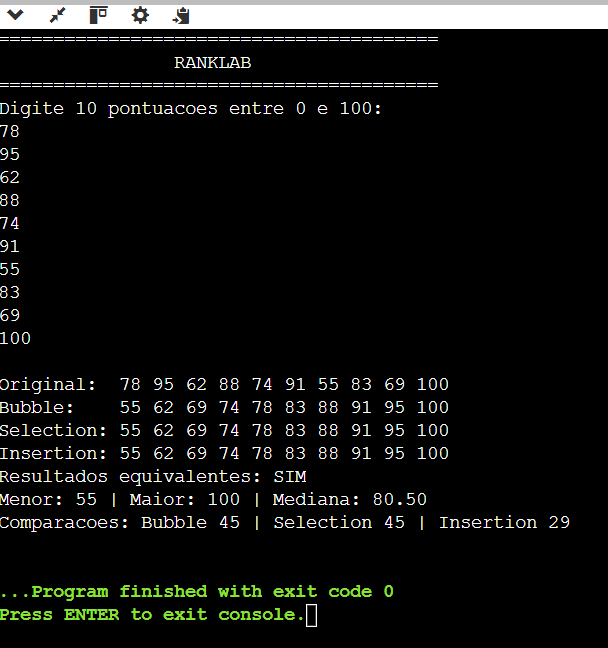 ========================================
RANKLAB
========================================
Digite 10 pontuacoes entre 0 e 100:
78
95
62
88
74
91
55
83
69
100
Original:  78 95 62 88 74 91 55 83 69 100
Bubble:    55 62 69 74 78 83 88 91 95 100
Selection: 55 62 69 74 78 83 88 91 95 100
Insertion: 55 62 69 74 78 83 88 91 95 100
Resultados equivalentes: SIM
Menor: 55 | Maior: 100 | Mediana: 80.50
Comparacoes: Bubble 45 | Selection 45 | Insertion 29
...Program finished with exit code 0
Press ENTER to exit console.